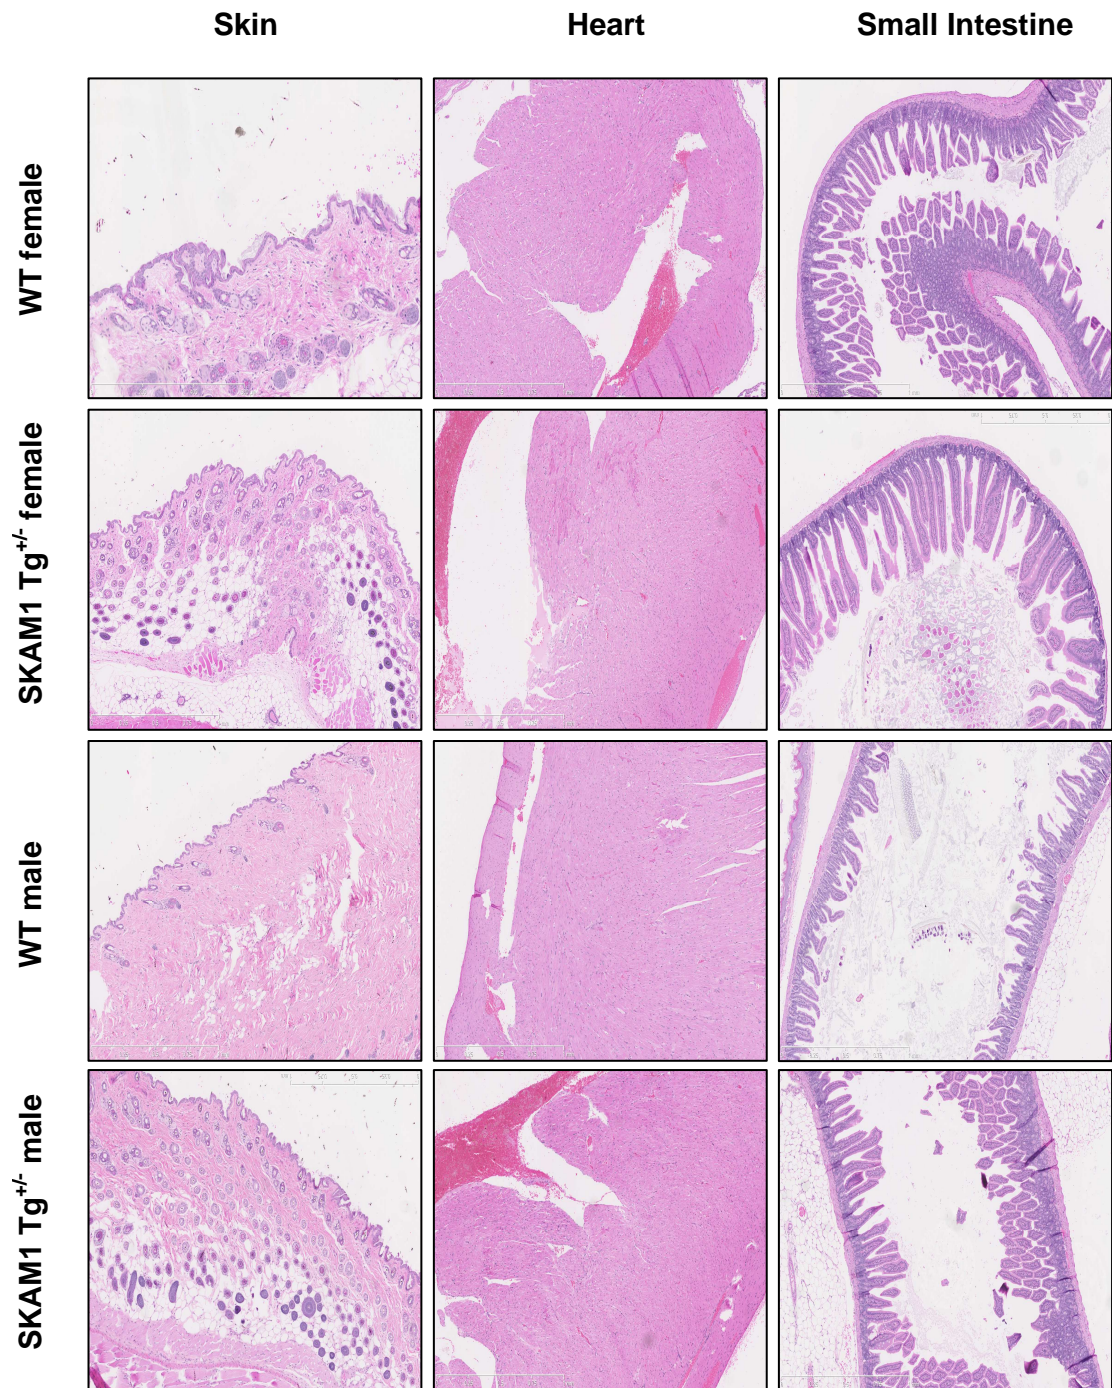 Skin Heart Small Intestine
WT female
SKAM1 Tg+/- female
WT male
SKAM1 Tg+/- male